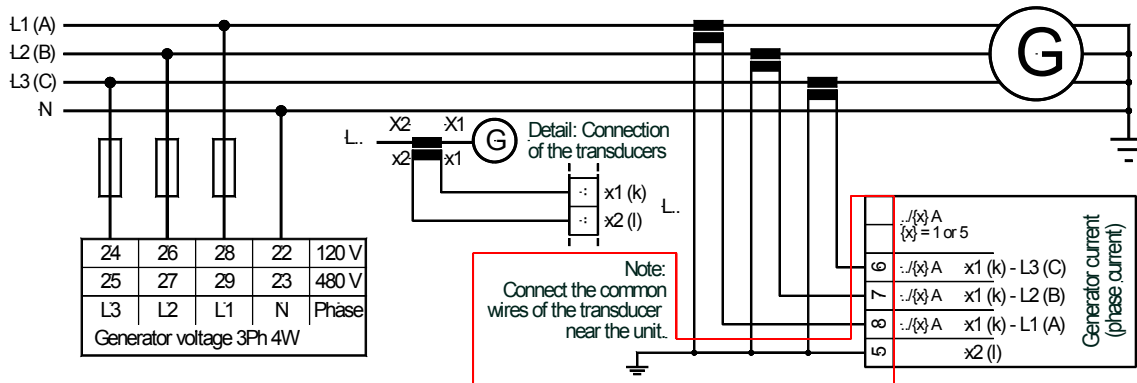 L1 (A)
L2 (B)
L3 (C)
N
G
L..
X2 X1
x2 x1
G
Detail: Connection
of the transducers
x1 (k)
x2 (l)
L..
24 26 28 22 120 V
25 27 29 23 480 V
L3 L2 L1 N Phase
Generator voltage 3Ph 4W
Note:
Connect the common
wires of the transducer
near the unit.
../{x} A
{x} = 1 or 5
6 ../{x} A x1 (k) - L3 (C)
7 ../{x} A x1 (k) - L2 (B)
8 ../{x} A x1 (k) - L1 (A)
5 x2 (l)
Generator current
(phase current)